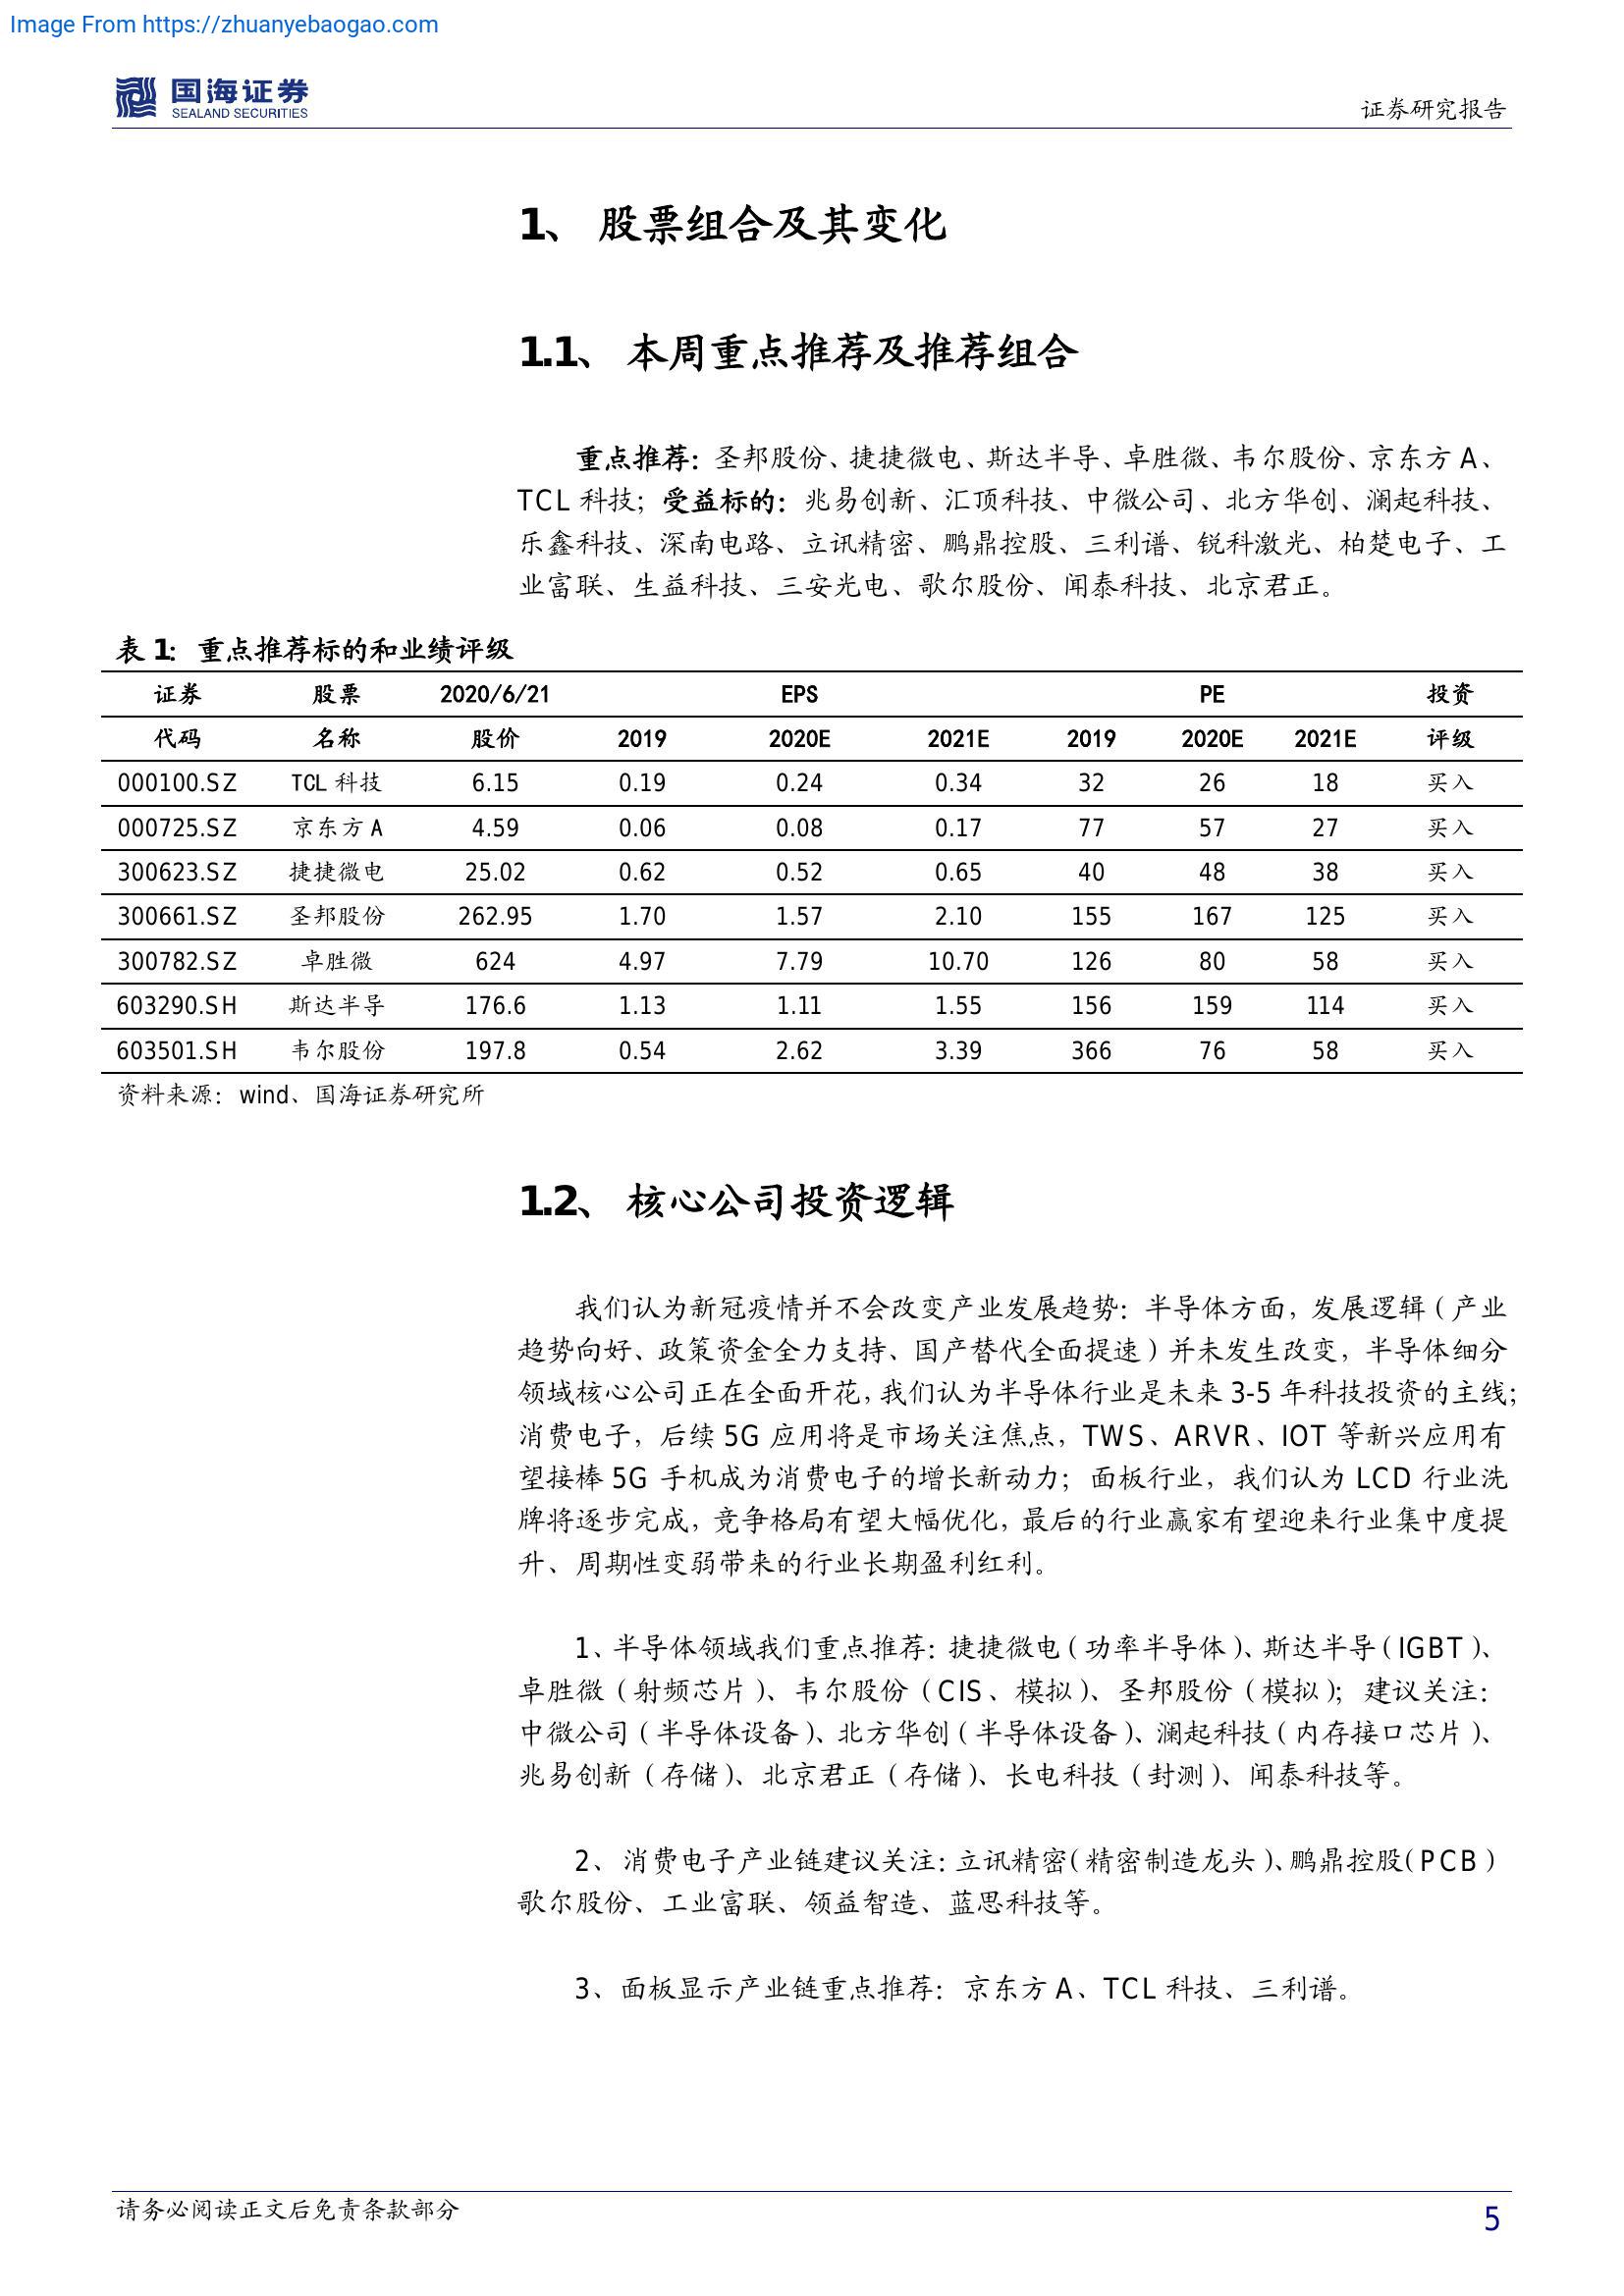 Image From https://zhuanyebaogao.com
国海证券
SEALAND SECURITIES
证券研究报告
1、 股票组合及其变化
1.1、 本周重点推荐及推荐组合
重点推荐：圣邦股份、捷捷微电、斯达半导、卓胜微、韦尔股份、京东方 A、
TCL 科技；受益标的：兆易创新、汇顶科技、中微公司、北方华创、澜起科技、
乐鑫科技、深南电路、立讯精密、鹏鼎控股、三利谱、锐科激光、柏楚电子、工
业富联、生益科技、三安光电、歌尔股份、闻泰科技、北京君正。
表 1：重点推荐标的和业绩评级
证券 股票 2020/6/21 EPS PE 投资
代码 名称 股价 2019 2020E 2021E 2019 2020E 2021E 评级
000100.SZ TCL 科技 6.15 0.19 0.24 0.34 32 26 18 买入
000725.SZ 京东方 A 4.59 0.06 0.08 0.17 77 57 27 买入
300623.SZ 捷捷微电 25.02 0.62 0.52 0.65 40 48 38 买入
300661.SZ 圣邦股份 262.95 1.70 1.57 2.10 155 167 125 买入
300782.SZ 卓胜微 624 4.97 7.79 10.70 126 80 58 买入
603290.SH 斯达半导 176.6 1.13 1.11 1.55 156 159 114 买入
603501.SH 韦尔股份 197.8 0.54 2.62 3.39 366 76 58 买入
资料来源：wind、国海证券研究所
1.2、 核心公司投资逻辑
我们认为新冠疫情并不会改变产业发展趋势：半导体方面，发展逻辑（产业
趋势向好、政策资金全力支持、国产替代全面提速）并未发生改变，半导体细分
领域核心公司正在全面开花，我们认为半导体行业是未来 3-5 年科技投资的主线；
消费电子，后续 5G 应用将是市场关注焦点，TWS、ARVR、IOT 等新兴应用有
望接棒 5G 手机成为消费电子的增长新动力；面板行业，我们认为 LCD 行业洗
牌将逐步完成，竞争格局有望大幅优化，最后的行业赢家有望迎来行业集中度提
升、周期性变弱带来的行业长期盈利红利。
1、半导体领域我们重点推荐：捷捷微电（功率半导体）、斯达半导（IGBT）、
卓胜微（射频芯片）、韦尔股份（CIS、模拟）、圣邦股份（模拟）；建议关注：
中微公司（半导体设备）、北方华创（半导体设备）、澜起科技（内存接口芯片）、
兆易创新（存储）、北京君正（存储）、长电科技（封测）、闻泰科技等。
2、消费电子产业链建议关注：立讯精密（精密制造龙头）、鹏鼎控股（PCB）
歌尔股份、工业富联、领益智造、蓝思科技等。
3、面板显示产业链重点推荐：京东方 A、TCL 科技、三利谱。
请务必阅读正文后免责条款部分
5